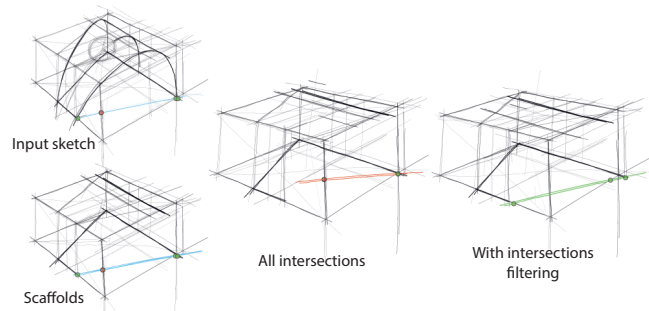 Input sketch
Scaffolds
All intersections
With intersections
filtering